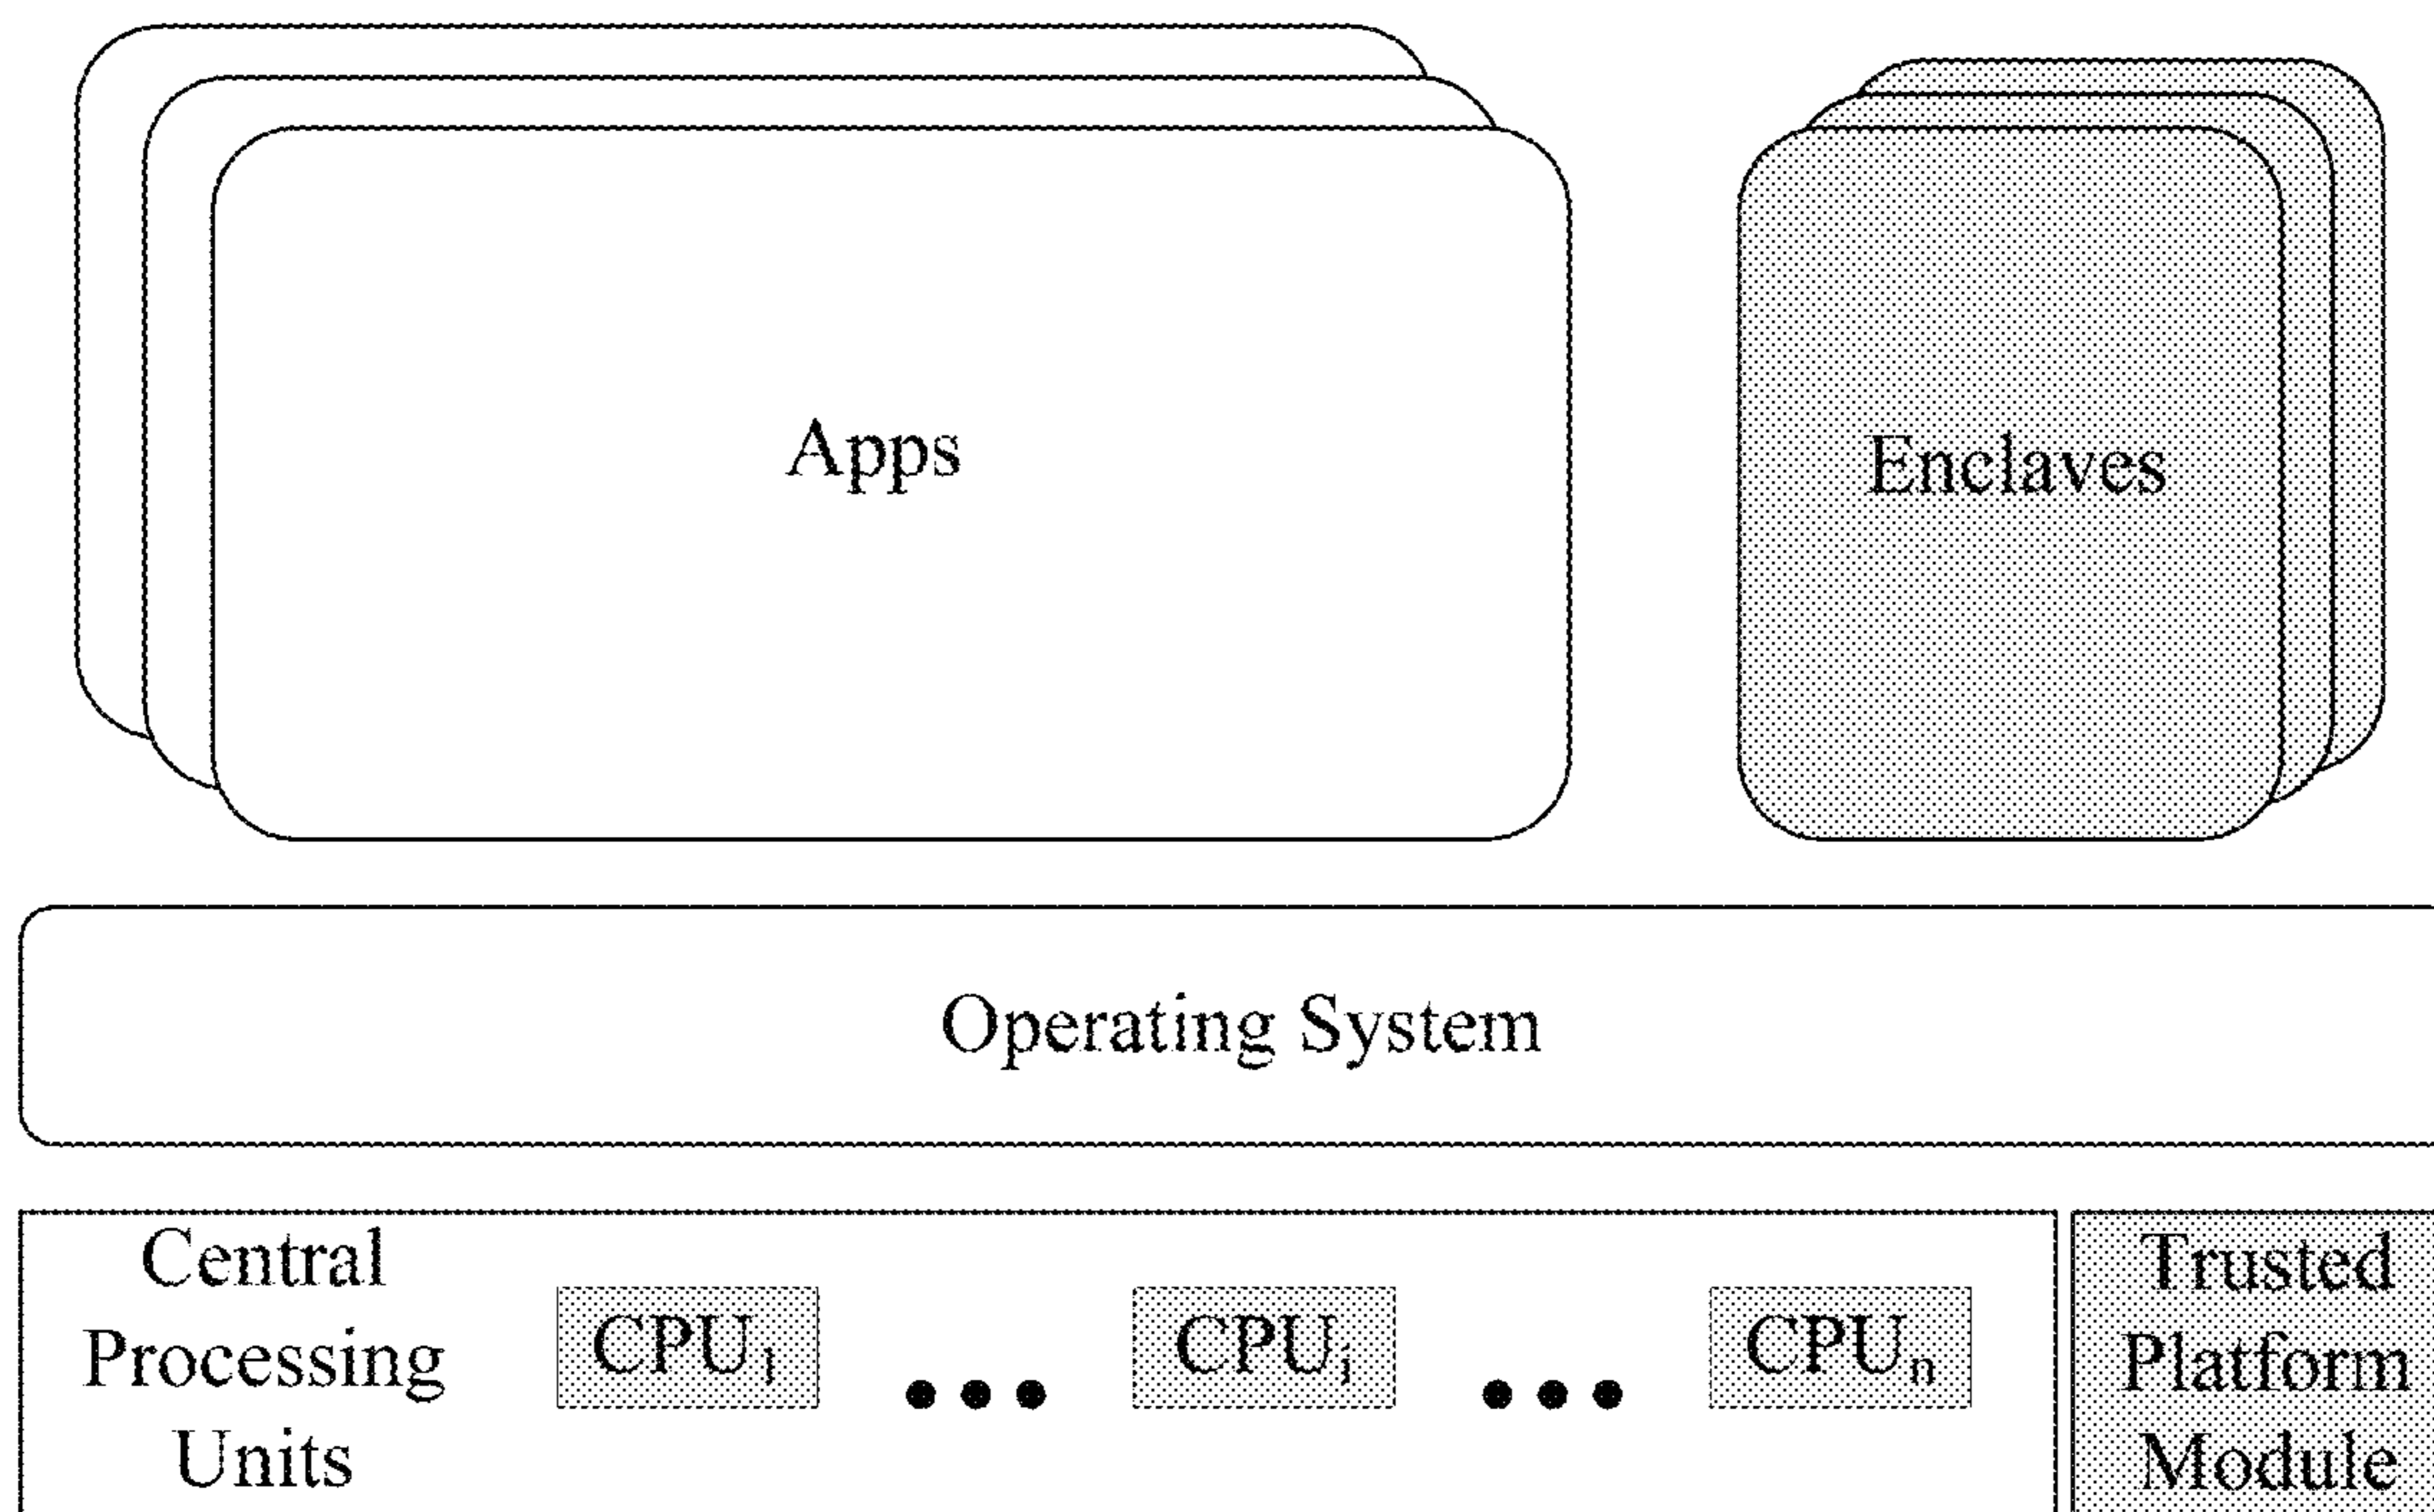 Apps
Enclaves
Operating System
Central
Processing
Units
CPU₁
CPUᵢ
CPUₙ
Trusted
Platform
Module